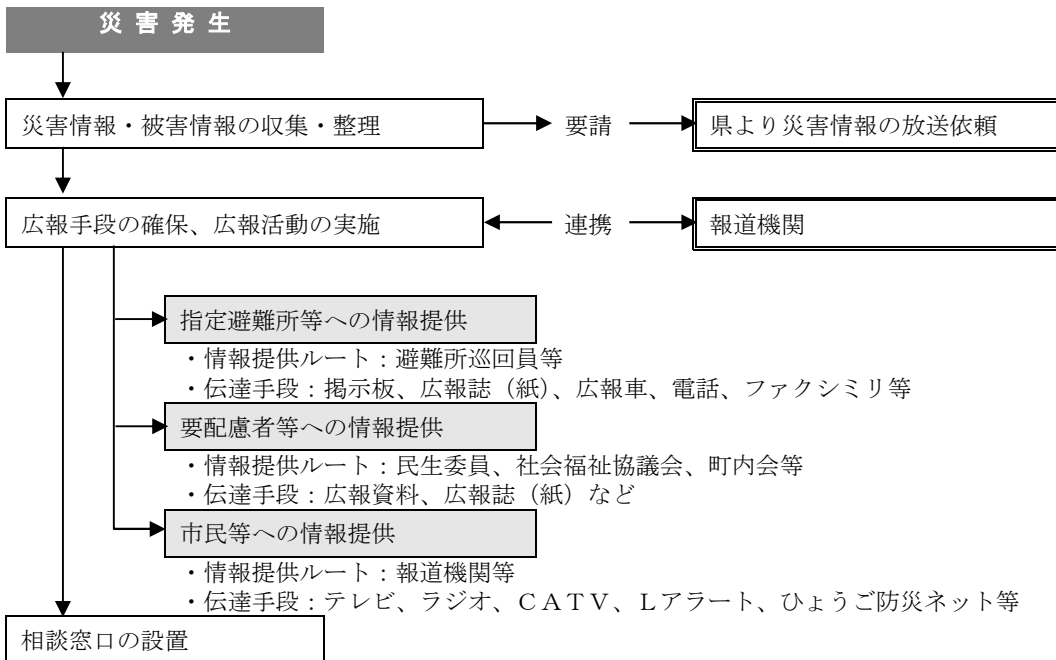 災害発生
災害情報・被害情報の収集・整理
要請
県より災害情報の放送依頼
広報手段の確保、広報活動の実施
連携
報道機関
指定避難所等への情報提供
・情報提供ルート：避難所巡回員等
・伝達手段：掲示板、広報誌（紙）、広報車、電話、ファクシミリ等
要配慮者等への情報提供
・情報提供ルート：民生委員、社会福祉協議会、町内会等
・伝達手段：広報資料、広報誌（紙）など
市民等への情報提供
・情報提供ルート：報道機関等
・伝達手段：テレビ、ラジオ、ＣＡＴＶ、Ｌアラート、ひょうご防災ネット等
相談窓口の設置